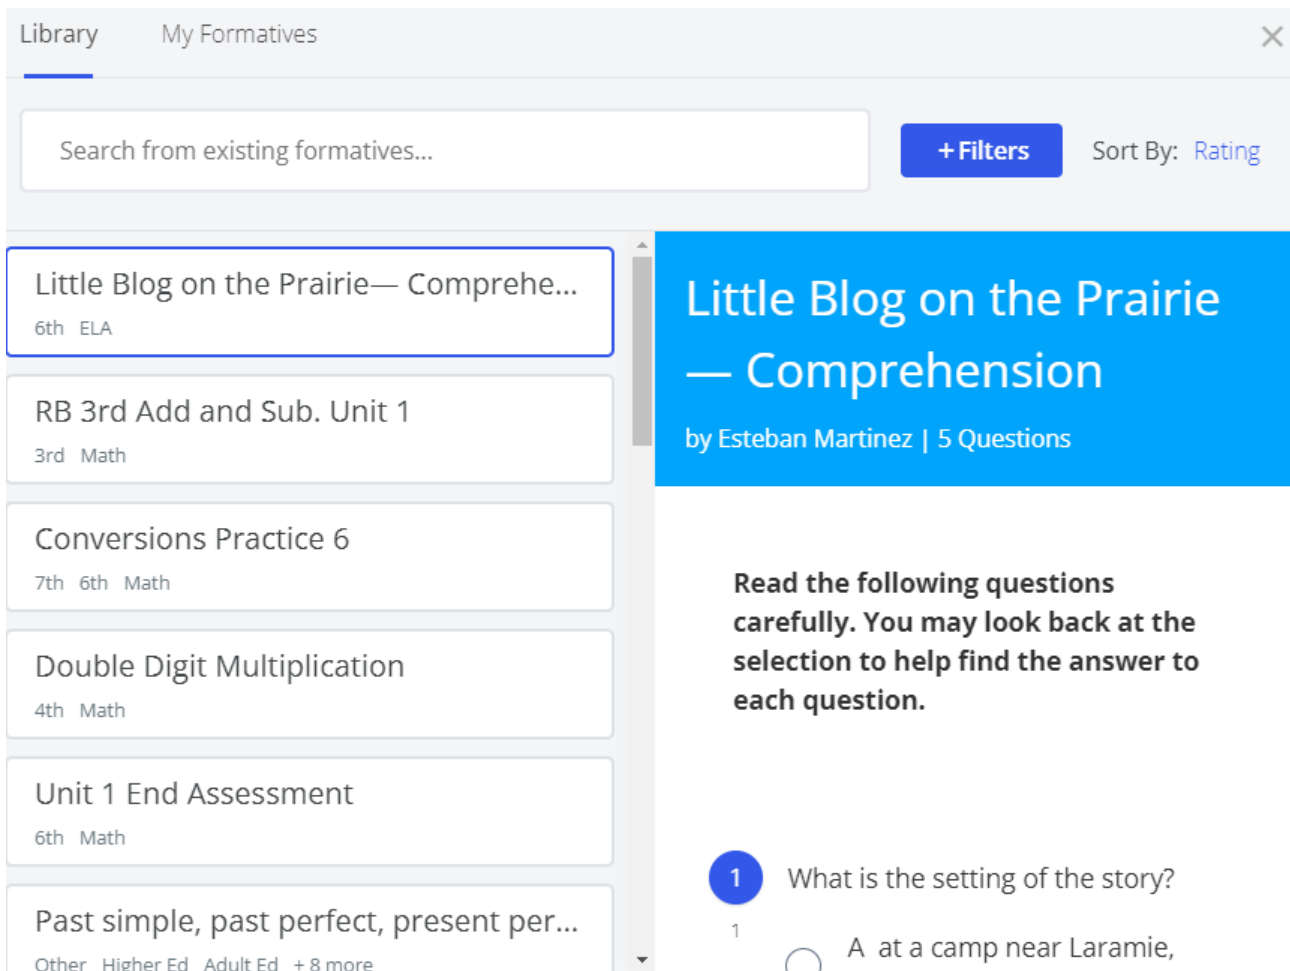 Library My Formatives
Search from existing formatives...
+ Filters
Sort By: Rating
Little Blog on the Prairie— Comprehe...
6th ELA
RB 3rd Add and Sub. Unit 1
3rd Math
Conversions Practice 6
7th 6th Math
Double Digit Multiplication
4th Math
Unit 1 End Assessment
6th Math
Past simple, past perfect, present per...
Other Higher Ed Adult Ed + 8 more
Little Blog on the Prairie
— Comprehension
by Esteban Martinez | 5 Questions
Read the following questions
carefully. You may look back at the
selection to help find the answer to
each question.
1 What is the setting of the story?
1
A at a camp near Laramie,